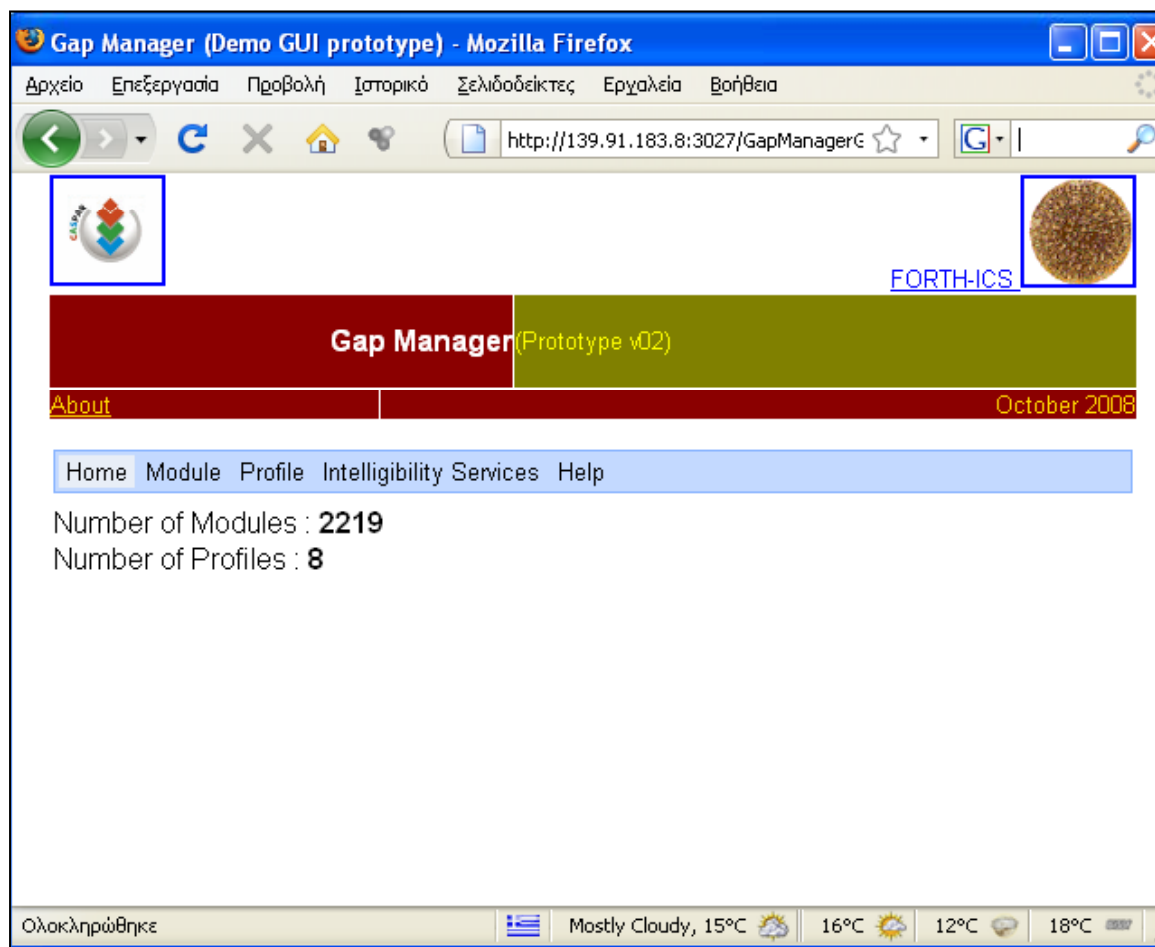 Gap Manager (Demo GUI prototype) - Mozilla Firefox
Αρχείο Επεξεργασία Προβολή Ιστορικό Σελιδοδείκτες Εργαλεία Βοήθεια
http://139.91.183.8:3027/GapManagerG G
CASPAR
FORTH-ICS
Gap Manager(Prototype v02)
About October 2008
Home Module Profile Intelligibility Services Help
Number of Modules : 2219
Number of Profiles : 8
Ολοκληρώθηκε Mostly Cloudy, 15°C 16°C 12°C 18°C